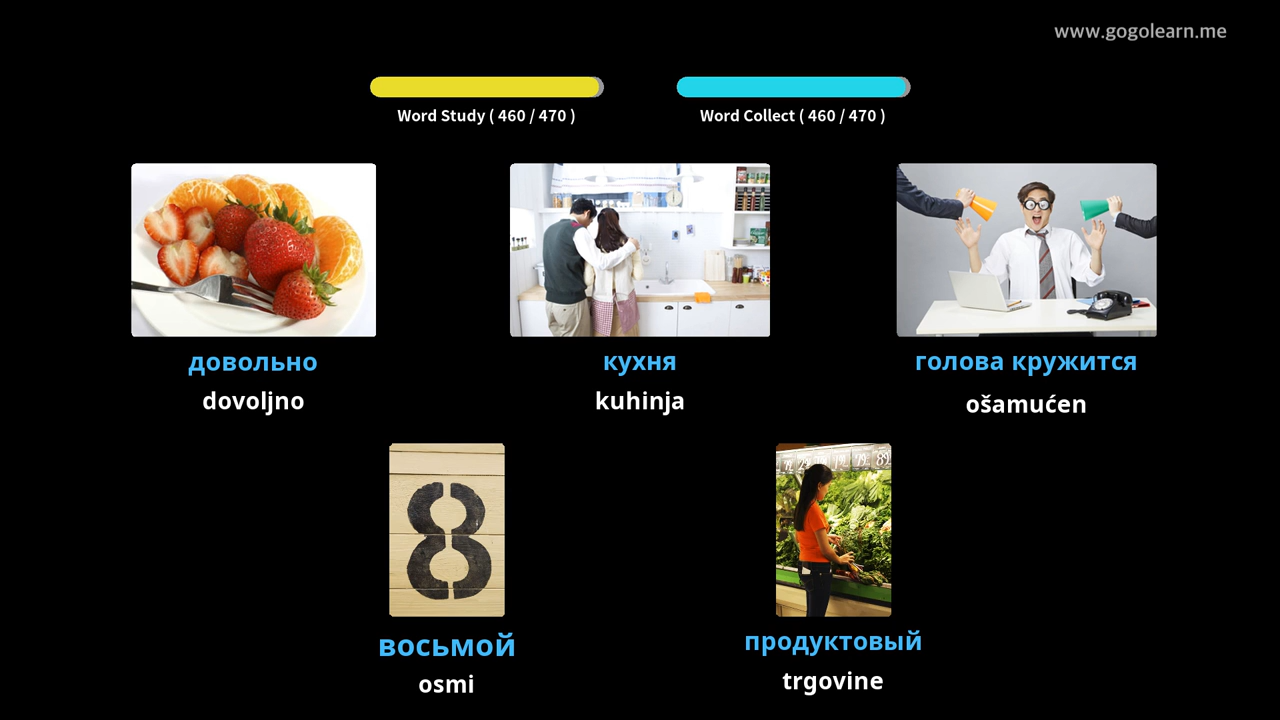 www.gogolearn.me
Word Study ( 460 / 470 )
Word Collect ( 460 / 470 )
довольно
dovoljno
кухня
kuhinja
голова кружится
ošamućen
8
восьмой
osmi
продуктовый
trgovine